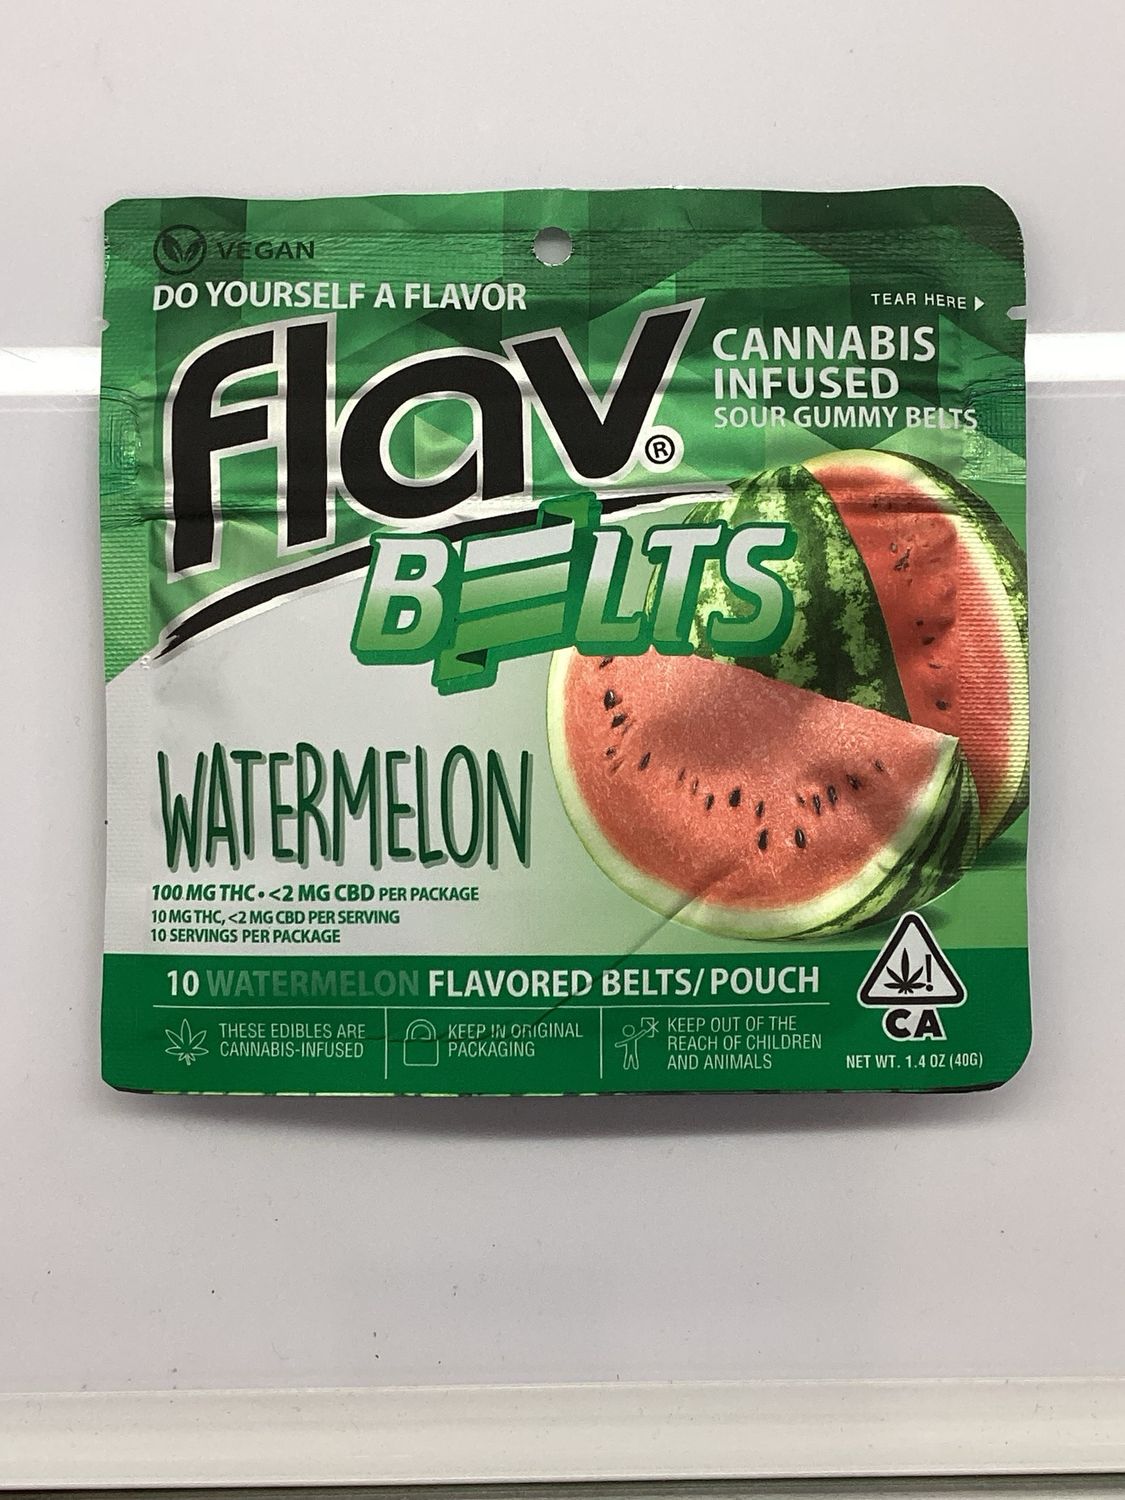 VEGAN
DO YOURSELF A FLAVOR
TEAR HERE
flav®
CANNABIS
INFUSED
SOUR GUMMY BELTS
BELTS
WATERMELON
100 MG THC • <2 MG CBD PER PACKAGE
10 MG THC, <2 MG CBD PER SERVING
10 SERVINGS PER PACKAGE
10 WATERMELON FLAVORED BELTS/POUCH
THESE EDIBLES ARE
CANNABIS-INFUSED
KEEP IN ORIGINAL
PACKAGING
KEEP OUT OF THE
REACH OF CHILDREN
AND ANIMALS
!
CA
NET WT. 1.4 OZ (40G)